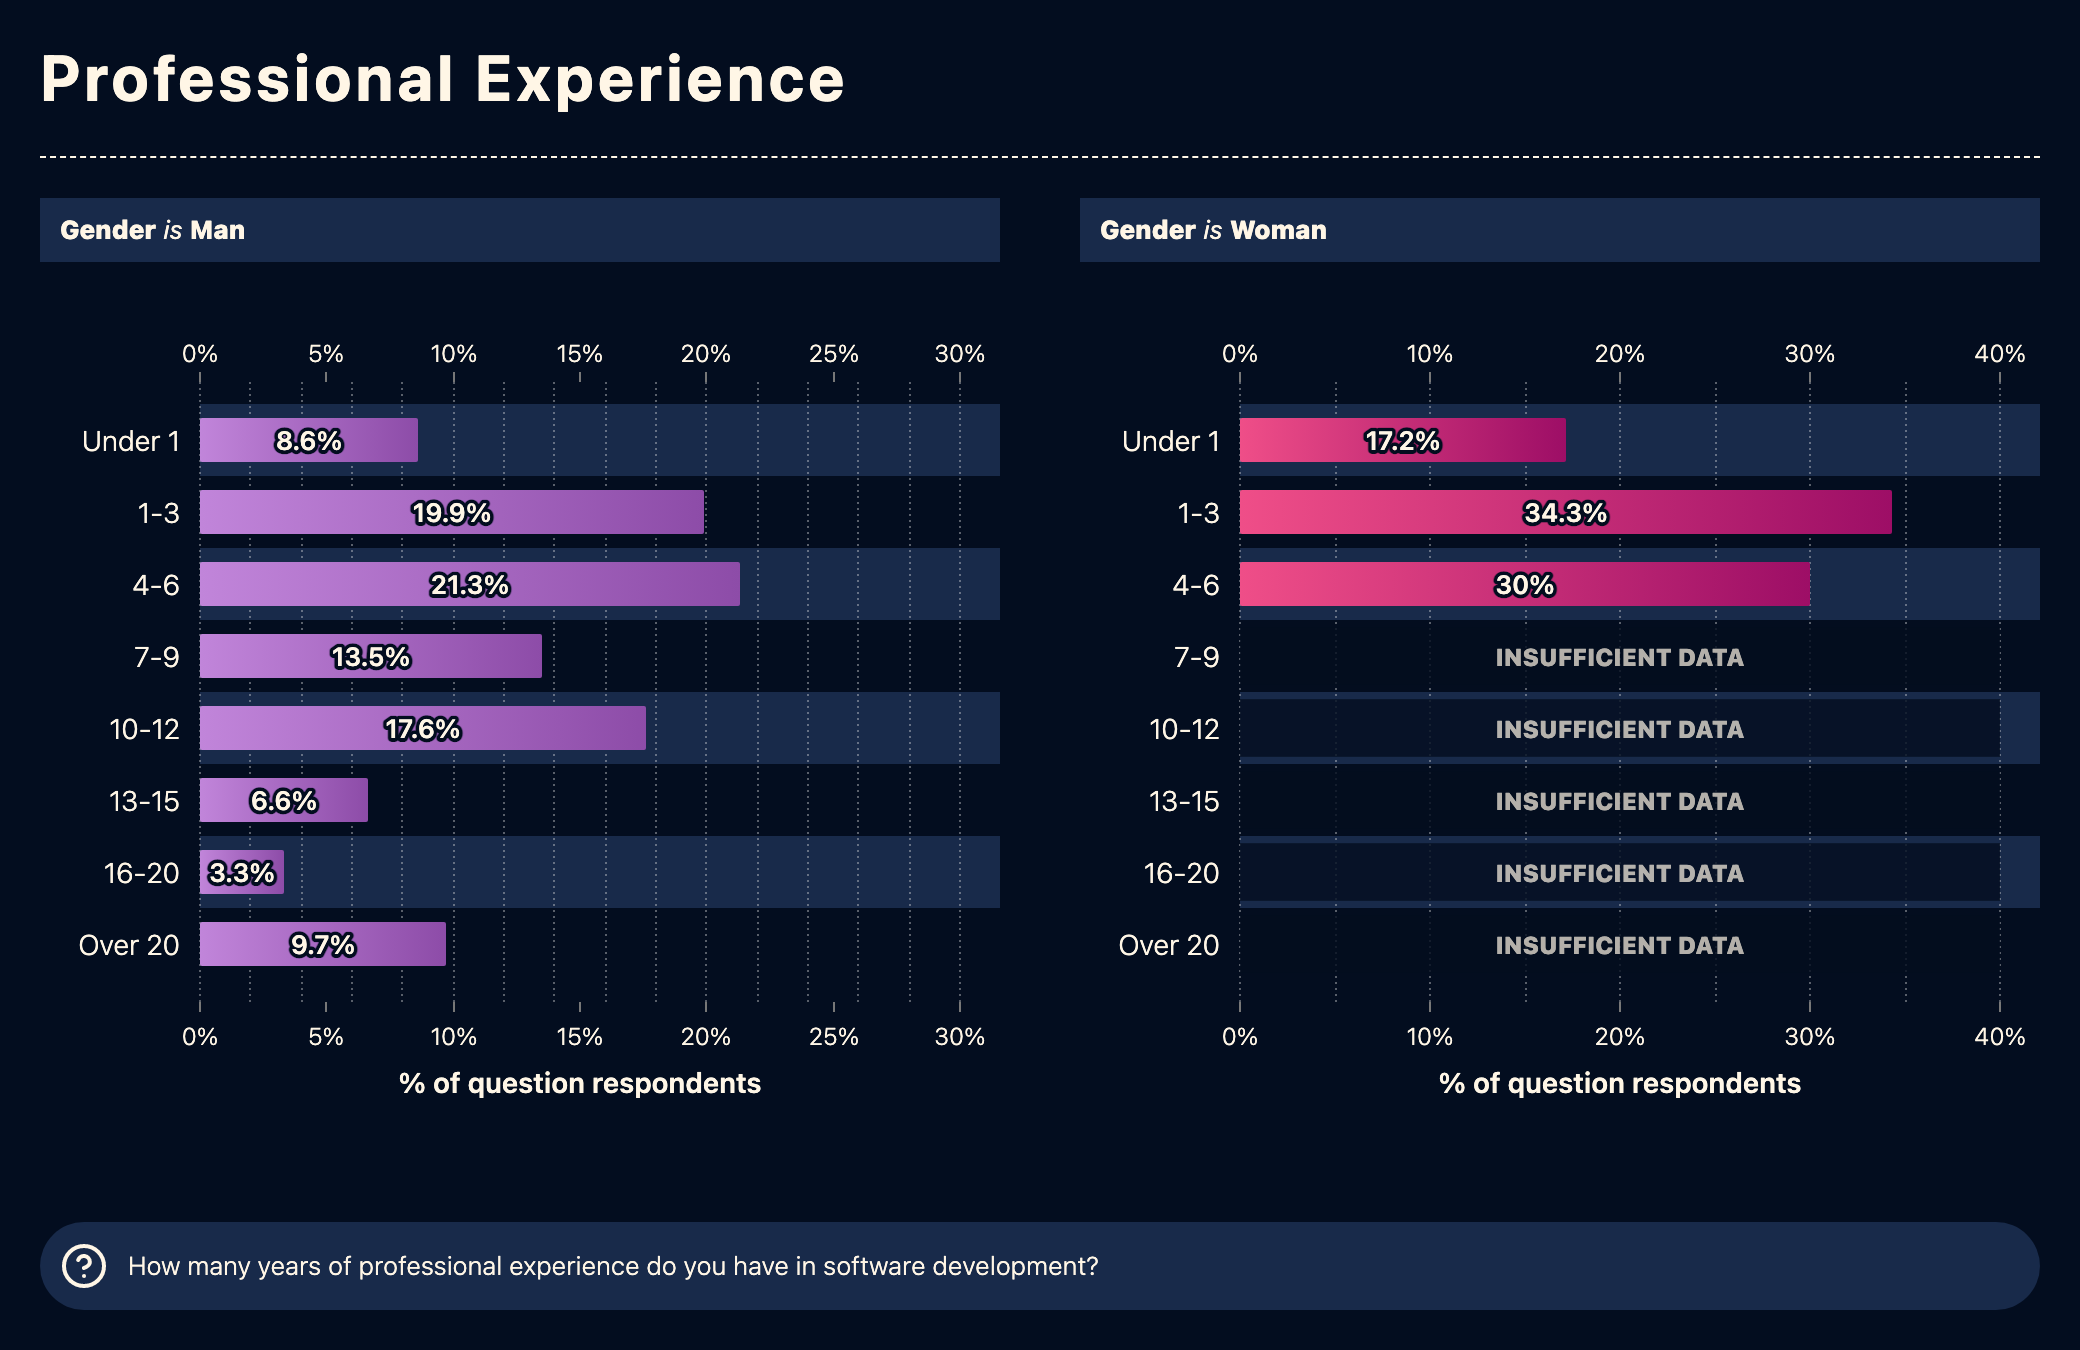 Professional Experience
Gender is Man
0% 5% 10% 15% 20% 25% 30%
Under 1 8.6%
1-3 19.9%
4-6 21.3%
7-9 13.5%
10-12 17.6%
13-15 6.6%
16-20 3.3%
Over 20 9.7%
0% 5% 10% 15% 20% 25% 30%
% of question respondents
Gender is Woman
0% 10% 20% 30% 40%
Under 1 17.2%
1-3 34.3%
4-6 30%
7-9 INSUFFICIENT DATA
10-12 INSUFFICIENT DATA
13-15 INSUFFICIENT DATA
16-20 INSUFFICIENT DATA
Over 20 INSUFFICIENT DATA
0% 10% 20% 30% 40%
% of question respondents
? How many years of professional experience do you have in software development?